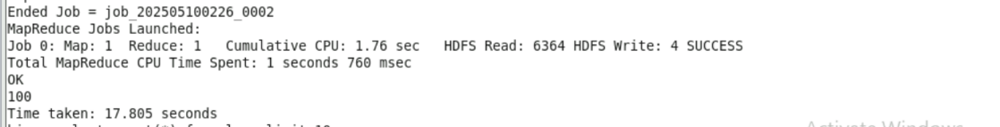 Ended Job = job_202505100226_0002
MapReduce Jobs Launched:
Job 0: Map: 1  Reduce: 1   Cumulative CPU: 1.76 sec   HDFS Read: 6364 HDFS Write: 4 SUCCESS
Total MapReduce CPU Time Spent: 1 seconds 760 msec
OK
100
Time taken: 17.805 seconds
Activate Windows